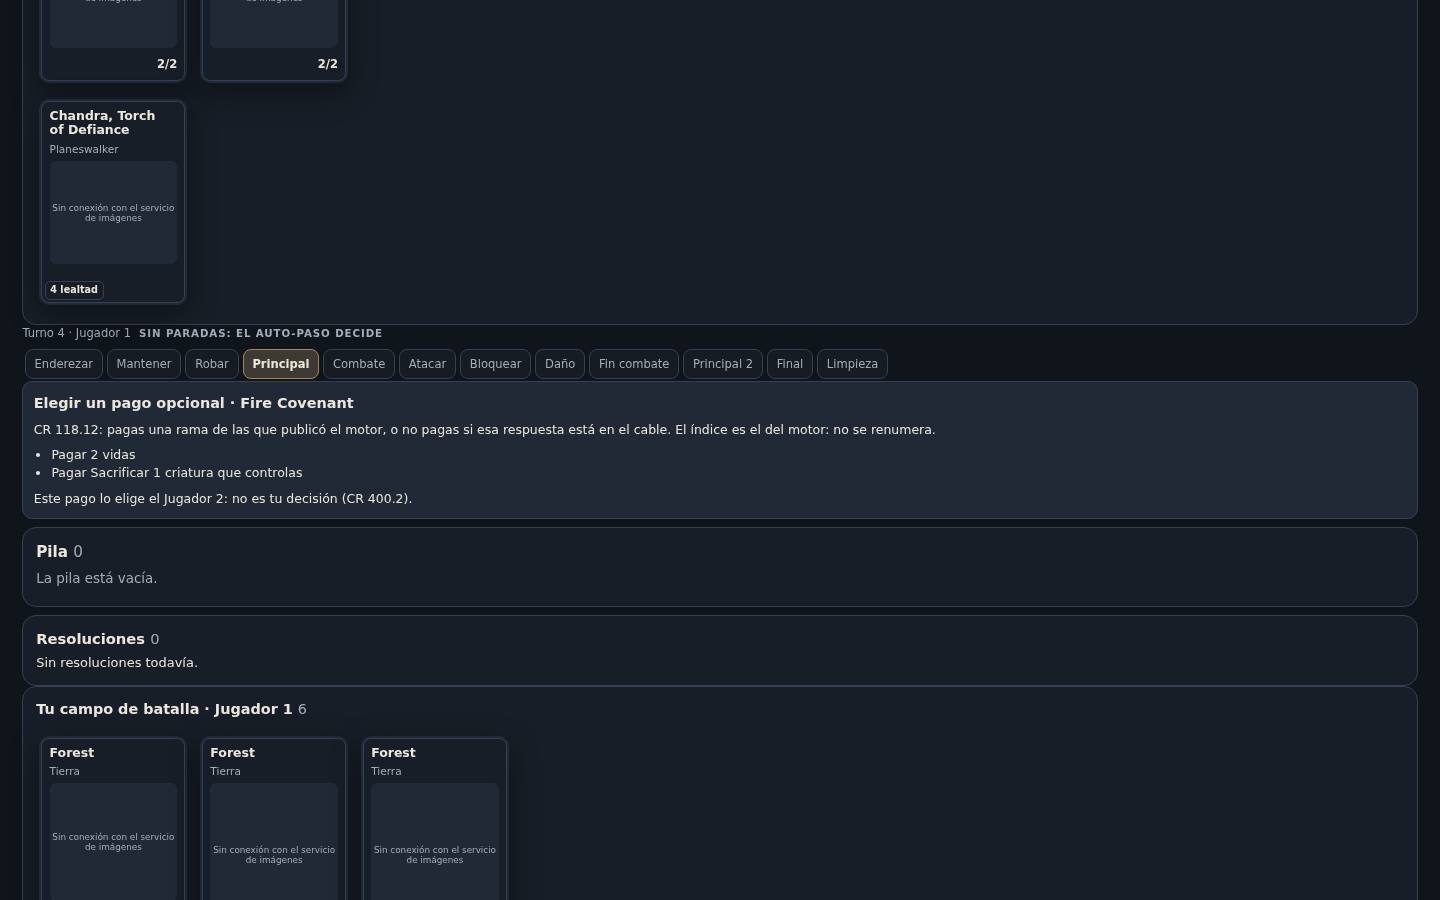 2/2
2/2
Chandra, Torch
of Defiance
Planeswalker
Sin conexión con el servicio
de imágenes
4 lealtad
Turno 4 · Jugador 1 SIN PARADAS: EL AUTO-PASO DECIDE
Enderezar Mantener Robar Principal Combate Atacar Bloquear Daño Fin combate Principal 2 Final Limpieza
Elegir un pago opcional · Fire Covenant
CR 118.12: pagas una rama de las que publicó el motor, o no pagas si esa respuesta está en el cable. El índice es el del motor: no se renumera.
• Pagar 2 vidas
• Pagar Sacrificar 1 criatura que controlas
Este pago lo elige el Jugador 2: no es tu decisión (CR 400.2).
Pila 0
La pila está vacía.
Resoluciones 0
Sin resoluciones todavía.
Tu campo de batalla · Jugador 1 6
Forest
Tierra
Sin conexión con el servicio
de imágenes
Forest
Tierra
Sin conexión con el servicio
de imágenes
Forest
Tierra
Sin conexión con el servicio
de imágenes